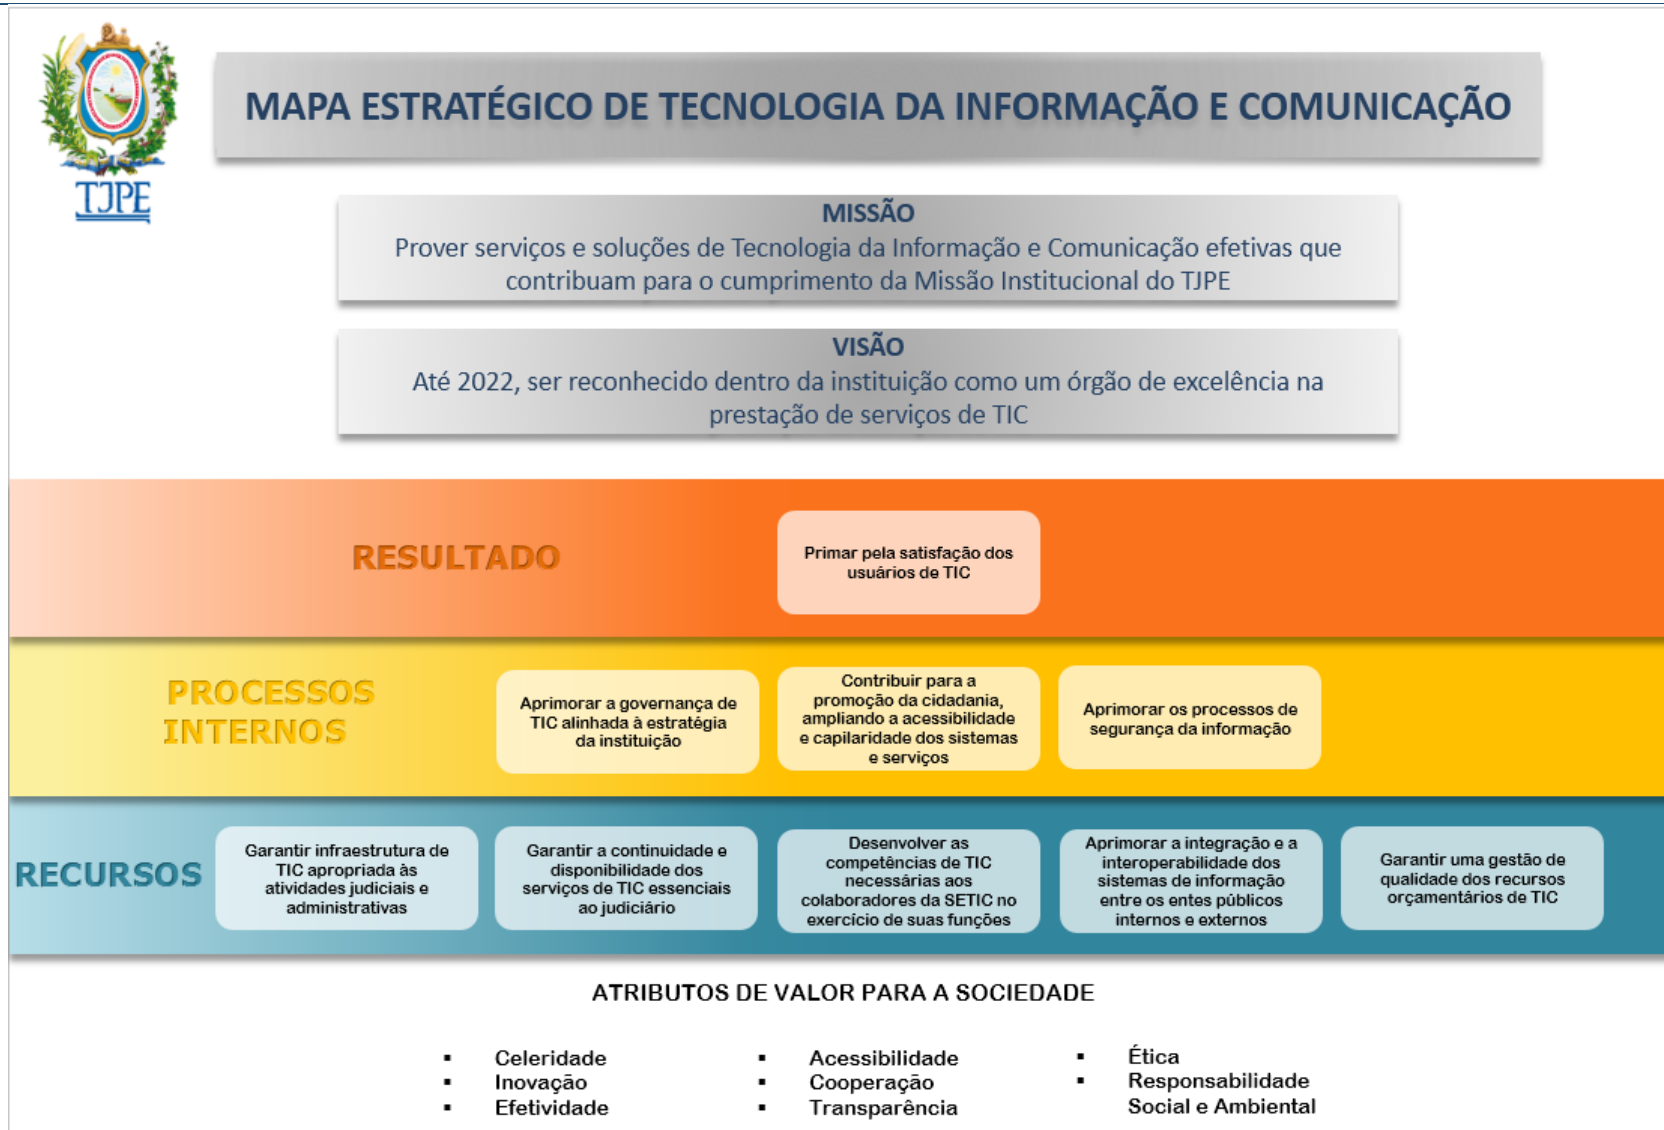 TJPE
MAPA ESTRATÉGICO DE TECNOLOGIA DA INFORMAÇÃO E COMUNICAÇÃO
MISSÃO
Prover serviços e soluções de Tecnologia da Informação e Comunicação efetivas que
contribuam para o cumprimento da Missão Institucional do TJPE
VISÃO
Até 2022, ser reconhecido dentro da instituição como um órgão de excelência na
prestação de serviços de TIC
RESULTADO
Primar pela satisfação dos
usuários de TIC
PROCESSOS
INTERNOS
Aprimorar a governança de
TIC alinhada à estratégia
da instituição
Contribuir para a
promoção da cidadania,
ampliando a acessibilidade
e capilaridade dos sistemas
e serviços
Aprimorar os processos de
segurança da informação
RECURSOS
Garantir infraestrutura de
TIC apropriada às
atividades judiciais e
administrativas
Garantir a continuidade e
disponibilidade dos
serviços de TIC essenciais
ao judiciário
Desenvolver as
competências de TIC
necessárias aos
colaboradores da SETIC no
exercício de suas funções
Aprimorar a integração e a
interoperabilidade dos
sistemas de informação
entre os entes públicos
internos e externos
Garantir uma gestão de
qualidade dos recursos
orçamentários de TIC
ATRIBUTOS DE VALOR PARA A SOCIEDADE
▪ Celeridade
▪ Inovação
▪ Efetividade
▪ Acessibilidade
▪ Cooperação
▪ Transparência
▪ Ética
▪ Responsabilidade
Social e Ambiental